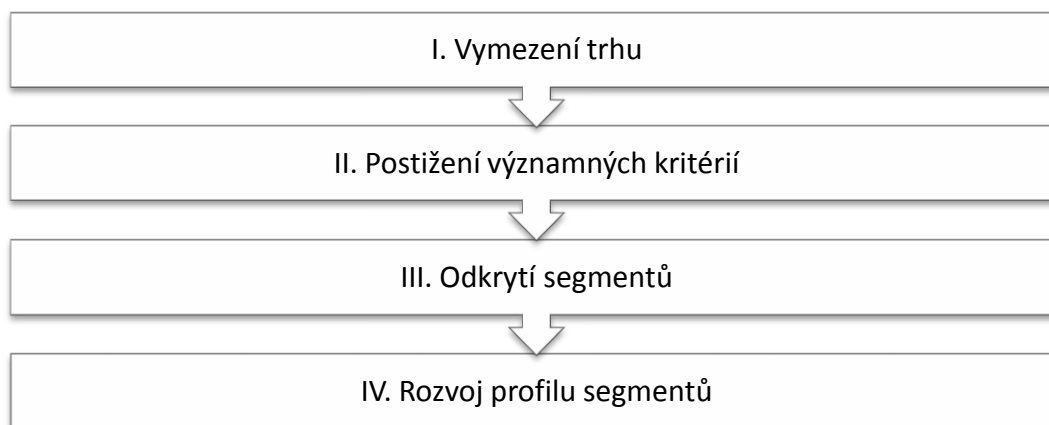 I. Vymezení trhu
II. Postižení významných kritérií
III. Odkrytí segmentů
IV. Rozvoj profilu segmentů